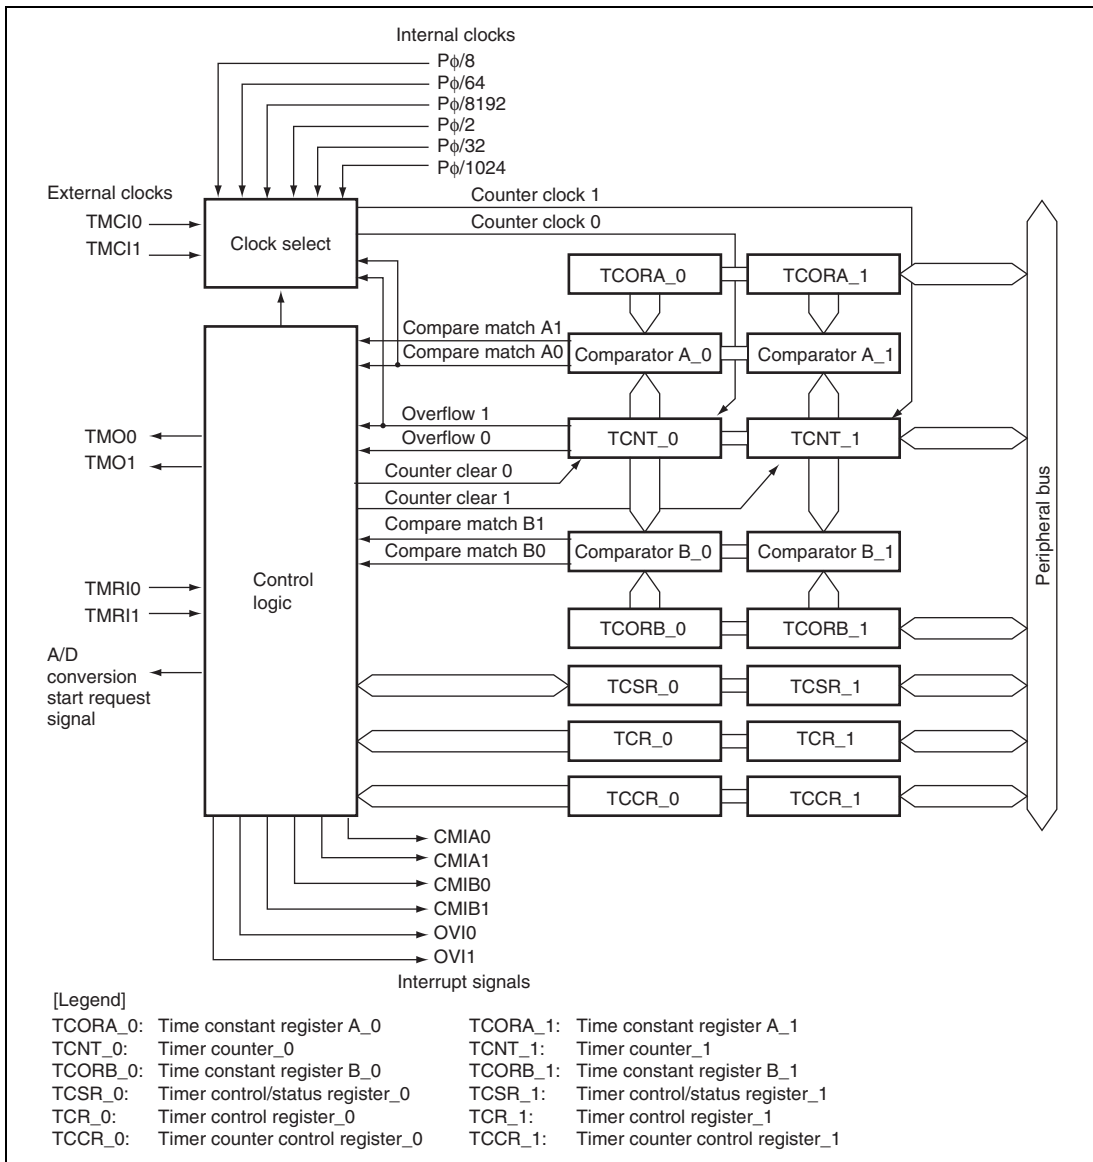 Internal clocks
Pϕ/8
Pϕ/64
Pϕ/8192
Pϕ/2
Pϕ/32
Pϕ/1024
External clocks
TMCI0
TMCI1
Clock select
Counter clock 1
Counter clock 0
TCORA_0
TCORA_1
Compare match A1
Compare match A0
Comparator A_0
Comparator A_1
Overflow 1
Overflow 0
TCNT_0
TCNT_1
Counter clear 0
Counter clear 1
TMO0
TMO1
Compare match B1
Compare match B0
Comparator B_0
Comparator B_1
Control
logic
TMRI0
TMRI1
A/D
conversion
start request
signal
TCORB_0
TCORB_1
TCSR_0
TCSR_1
TCR_0
TCR_1
TCCR_0
TCCR_1
Peripheral bus
CMIA0
CMIA1
CMIB0
CMIB1
OVI0
OVI1
Interrupt signals
[Legend]
TCORA_0: Time constant register A_0 TCORA_1: Time constant register A_1
TCNT_0: Timer counter_0 TCNT_1: Timer counter_1
TCORB_0: Time constant register B_0 TCORB_1: Time constant register B_1
TCSR_0: Timer control/status register_0 TCSR_1: Timer control/status register_1
TCR_0: Timer control register_0 TCR_1: Timer control register_1
TCCR_0: Timer counter control register_0 TCCR_1: Timer counter control register_1